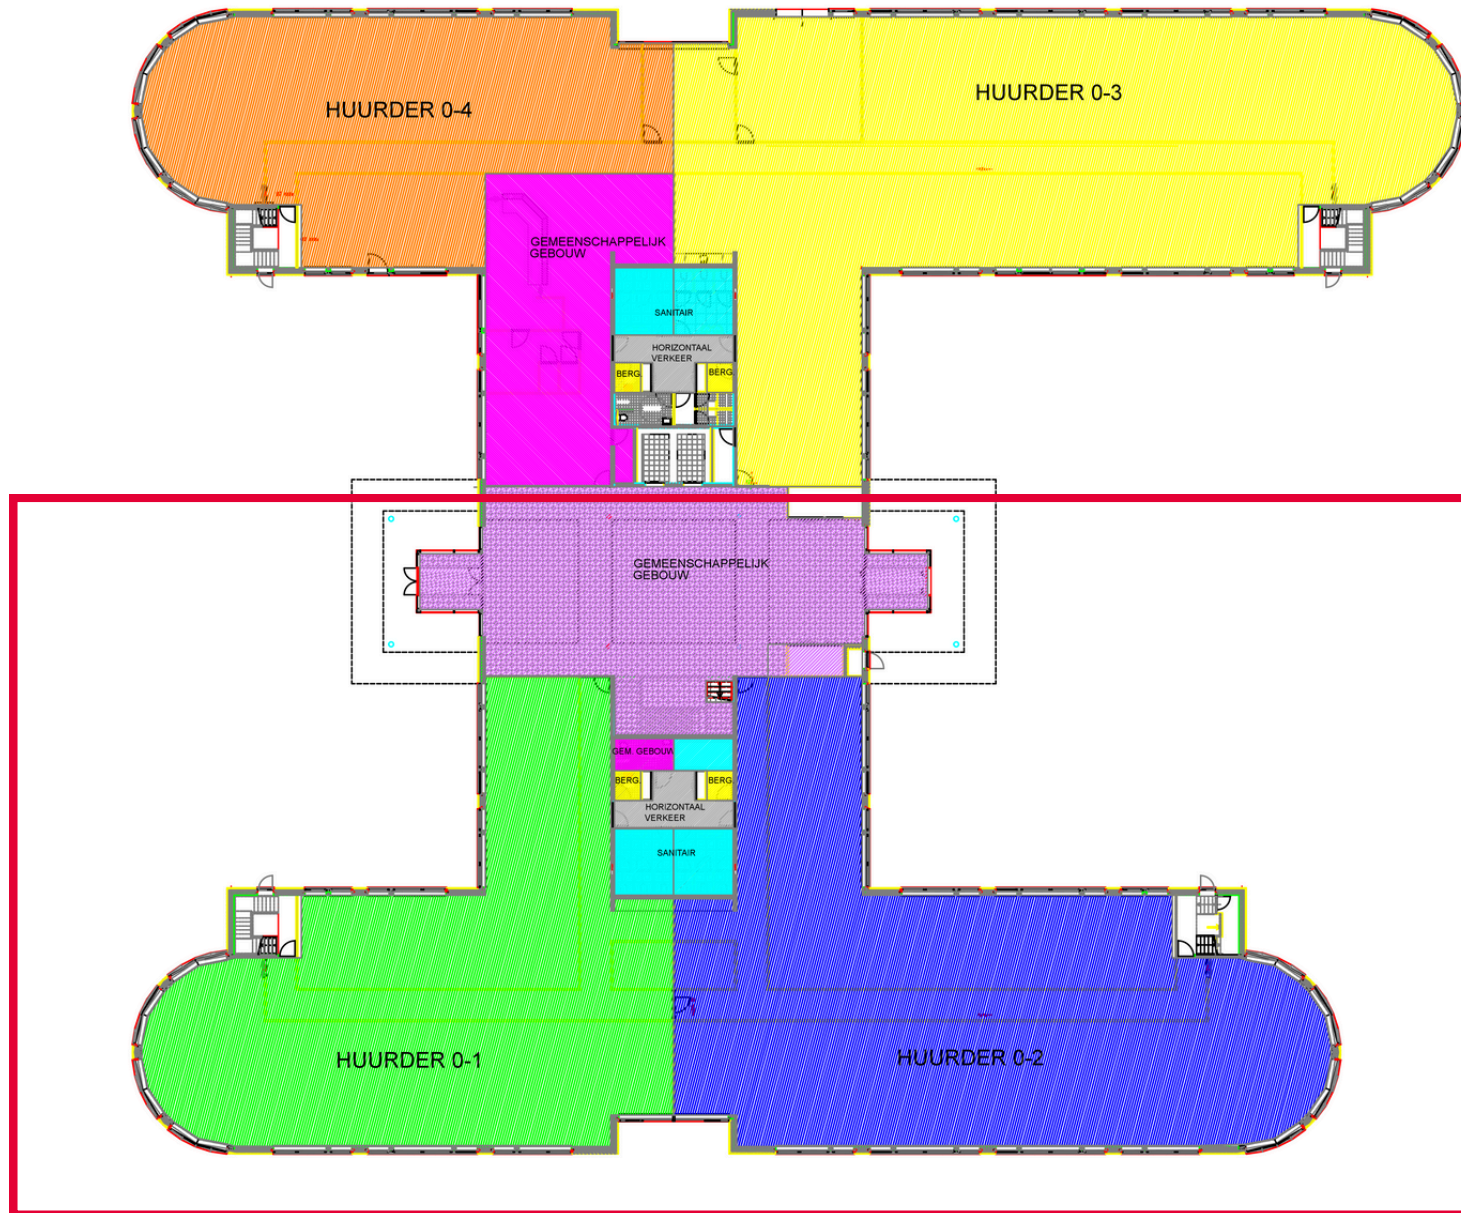 HUURDER 0-4
HUURDER 0-3
GEMEENSCHAPPELIJK
GEBOUW
SANITAIR
HORIZONTAAL
VERKEER
BERG.
BERG.
GEMEENSCHAPPELIJK
GEBOUW
GEM. GEBOUW
BERG.
BERG.
HORIZONTAAL
VERKEER
SANITAIR
HUURDER 0-1
HUURDER 0-2